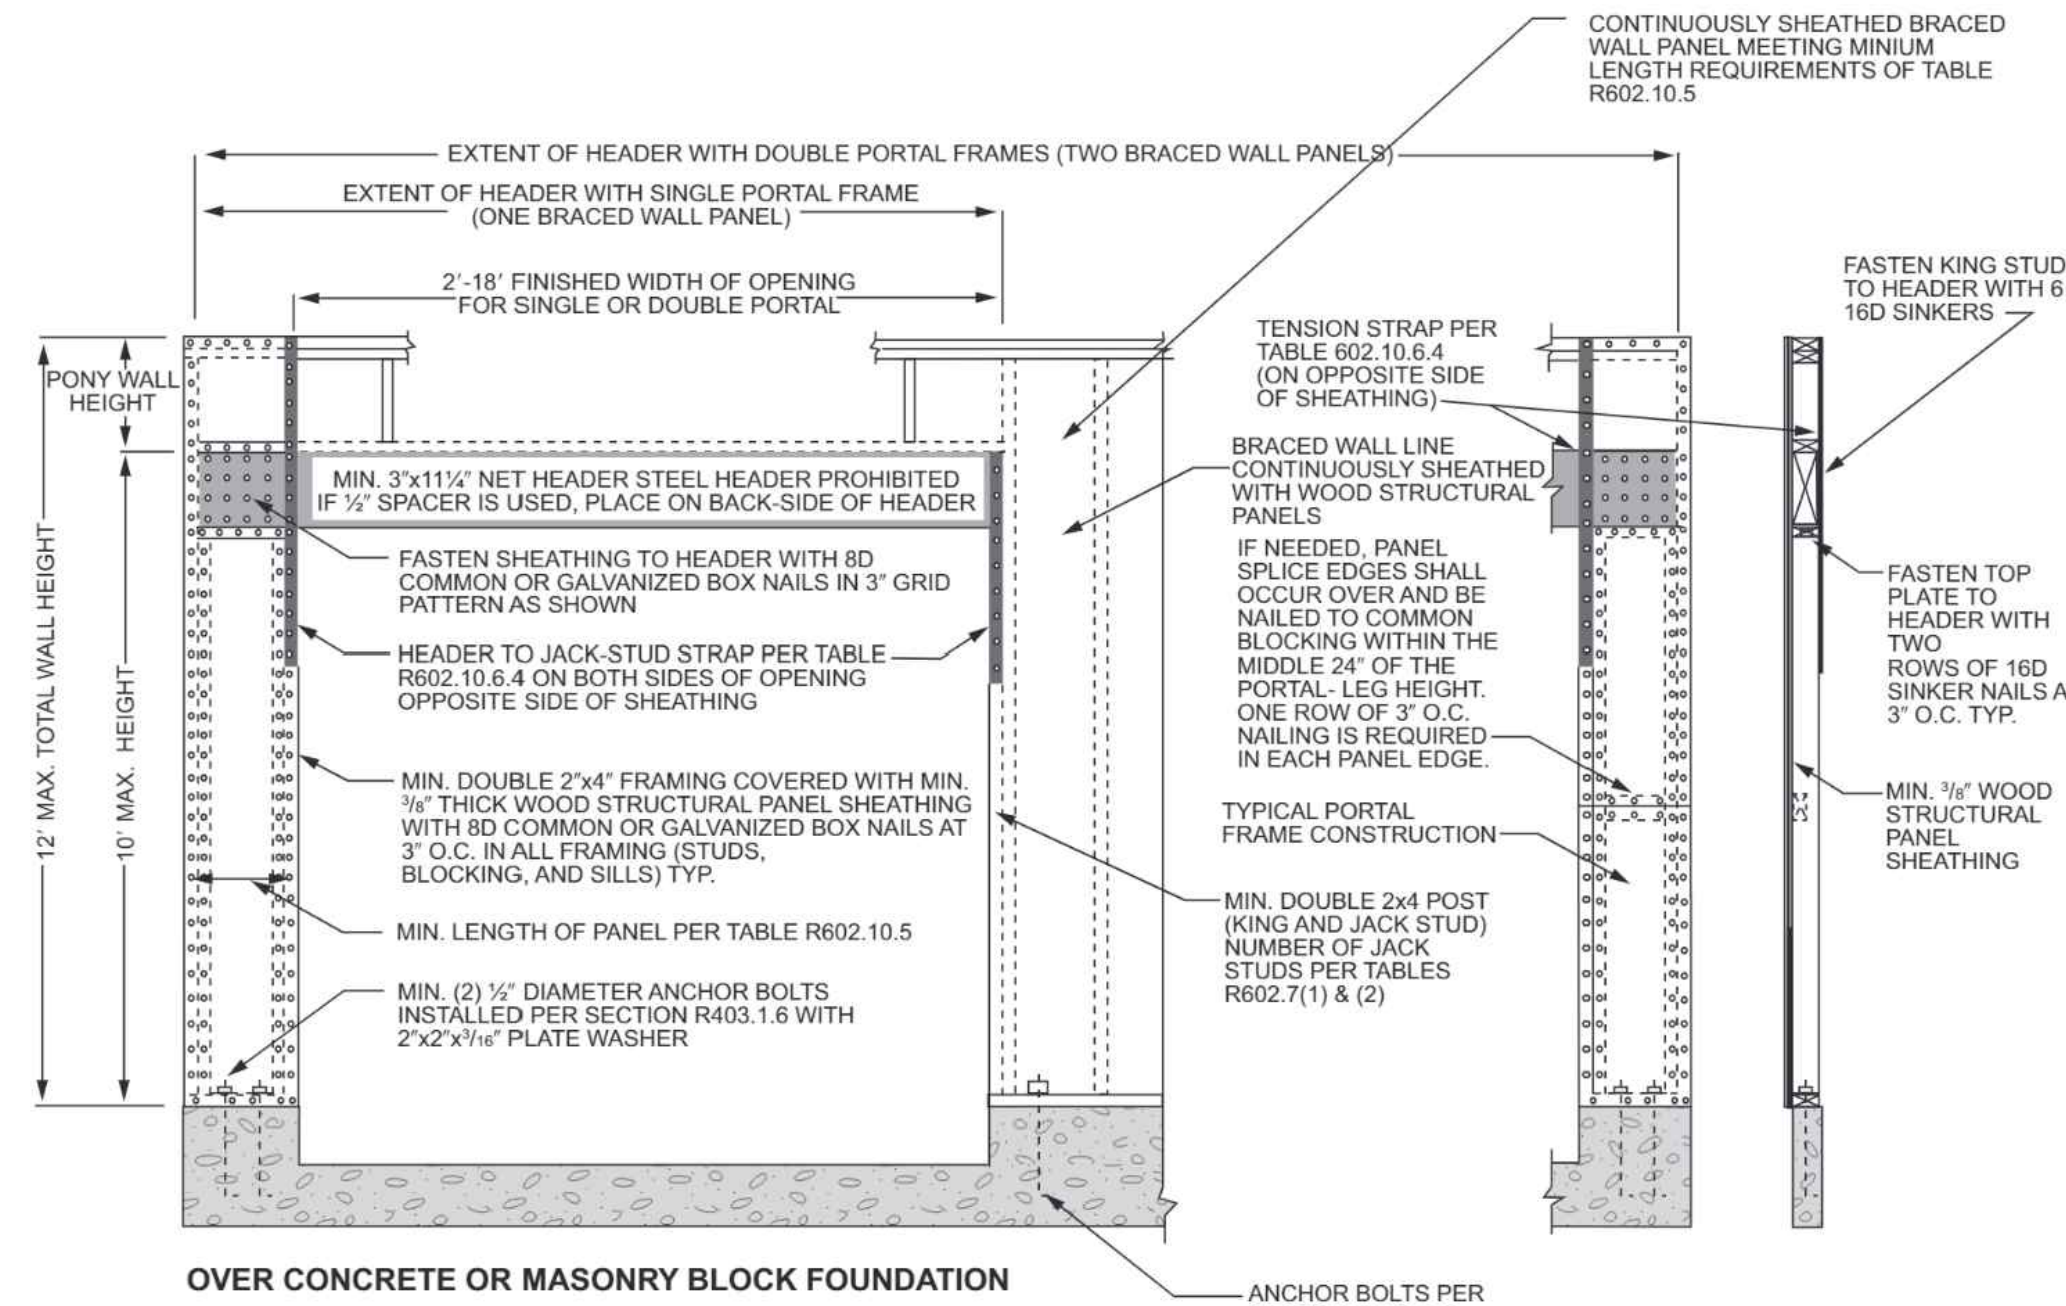 CONTINUOUSLY SHEATHED BRACED
WALL PANEL MEETING MINIUM
LENGTH REQUIREMENTS OF TABLE
R602.10.5
EXTENT OF HEADER WITH DOUBLE PORTAL FRAMES (TWO BRACED WALL PANELS)
EXTENT OF HEADER WITH SINGLE PORTAL FRAME
(ONE BRACED WALL PANEL)
2′-18′ FINISHED WIDTH OF OPENING
FOR SINGLE OR DOUBLE PORTAL
FASTEN KING STUD
TO HEADER WITH 6
16D SINKERS
TENSION STRAP PER
TABLE 602.10.6.4
(ON OPPOSITE SIDE
OF SHEATHING)
PONY WALL
HEIGHT
12′ MAX. TOTAL WALL HEIGHT
10′ MAX. HEIGHT
MIN. 3″x11¼″ NET HEADER STEEL HEADER PROHIBITED
IF ½″ SPACER IS USED, PLACE ON BACK-SIDE OF HEADER
BRACED WALL LINE
CONTINUOUSLY SHEATHED
WITH WOOD STRUCTURAL
PANELS
FASTEN SHEATHING TO HEADER WITH 8D
COMMON OR GALVANIZED BOX NAILS IN 3″ GRID
PATTERN AS SHOWN
IF NEEDED, PANEL
SPLICE EDGES SHALL
OCCUR OVER AND BE
NAILED TO COMMON
BLOCKING WITHIN THE
MIDDLE 24″ OF THE
PORTAL- LEG HEIGHT.
ONE ROW OF 3″ O.C.
NAILING IS REQUIRED
IN EACH PANEL EDGE.
FASTEN TOP
PLATE TO
HEADER WITH
TWO
ROWS OF 16D
SINKER NAILS A
3″ O.C. TYP.
HEADER TO JACK-STUD STRAP PER TABLE
R602.10.6.4 ON BOTH SIDES OF OPENING
OPPOSITE SIDE OF SHEATHING
MIN. DOUBLE 2″x4″ FRAMING COVERED WITH MIN.
3/8″ THICK WOOD STRUCTURAL PANEL SHEATHING
WITH 8D COMMON OR GALVANIZED BOX NAILS AT
3″ O.C. IN ALL FRAMING (STUDS,
BLOCKING, AND SILLS) TYP.
TYPICAL PORTAL
FRAME CONSTRUCTION
MIN. 3/8″ WOOD
STRUCTURAL
PANEL
SHEATHING
MIN. LENGTH OF PANEL PER TABLE R602.10.5
MIN. DOUBLE 2x4 POST
(KING AND JACK STUD)
NUMBER OF JACK
STUDS PER TABLES
R602.7(1) & (2)
MIN. (2) ½″ DIAMETER ANCHOR BOLTS
INSTALLED PER SECTION R403.1.6 WITH
2″x2″x3/16″ PLATE WASHER
OVER CONCRETE OR MASONRY BLOCK FOUNDATION
ANCHOR BOLTS PER